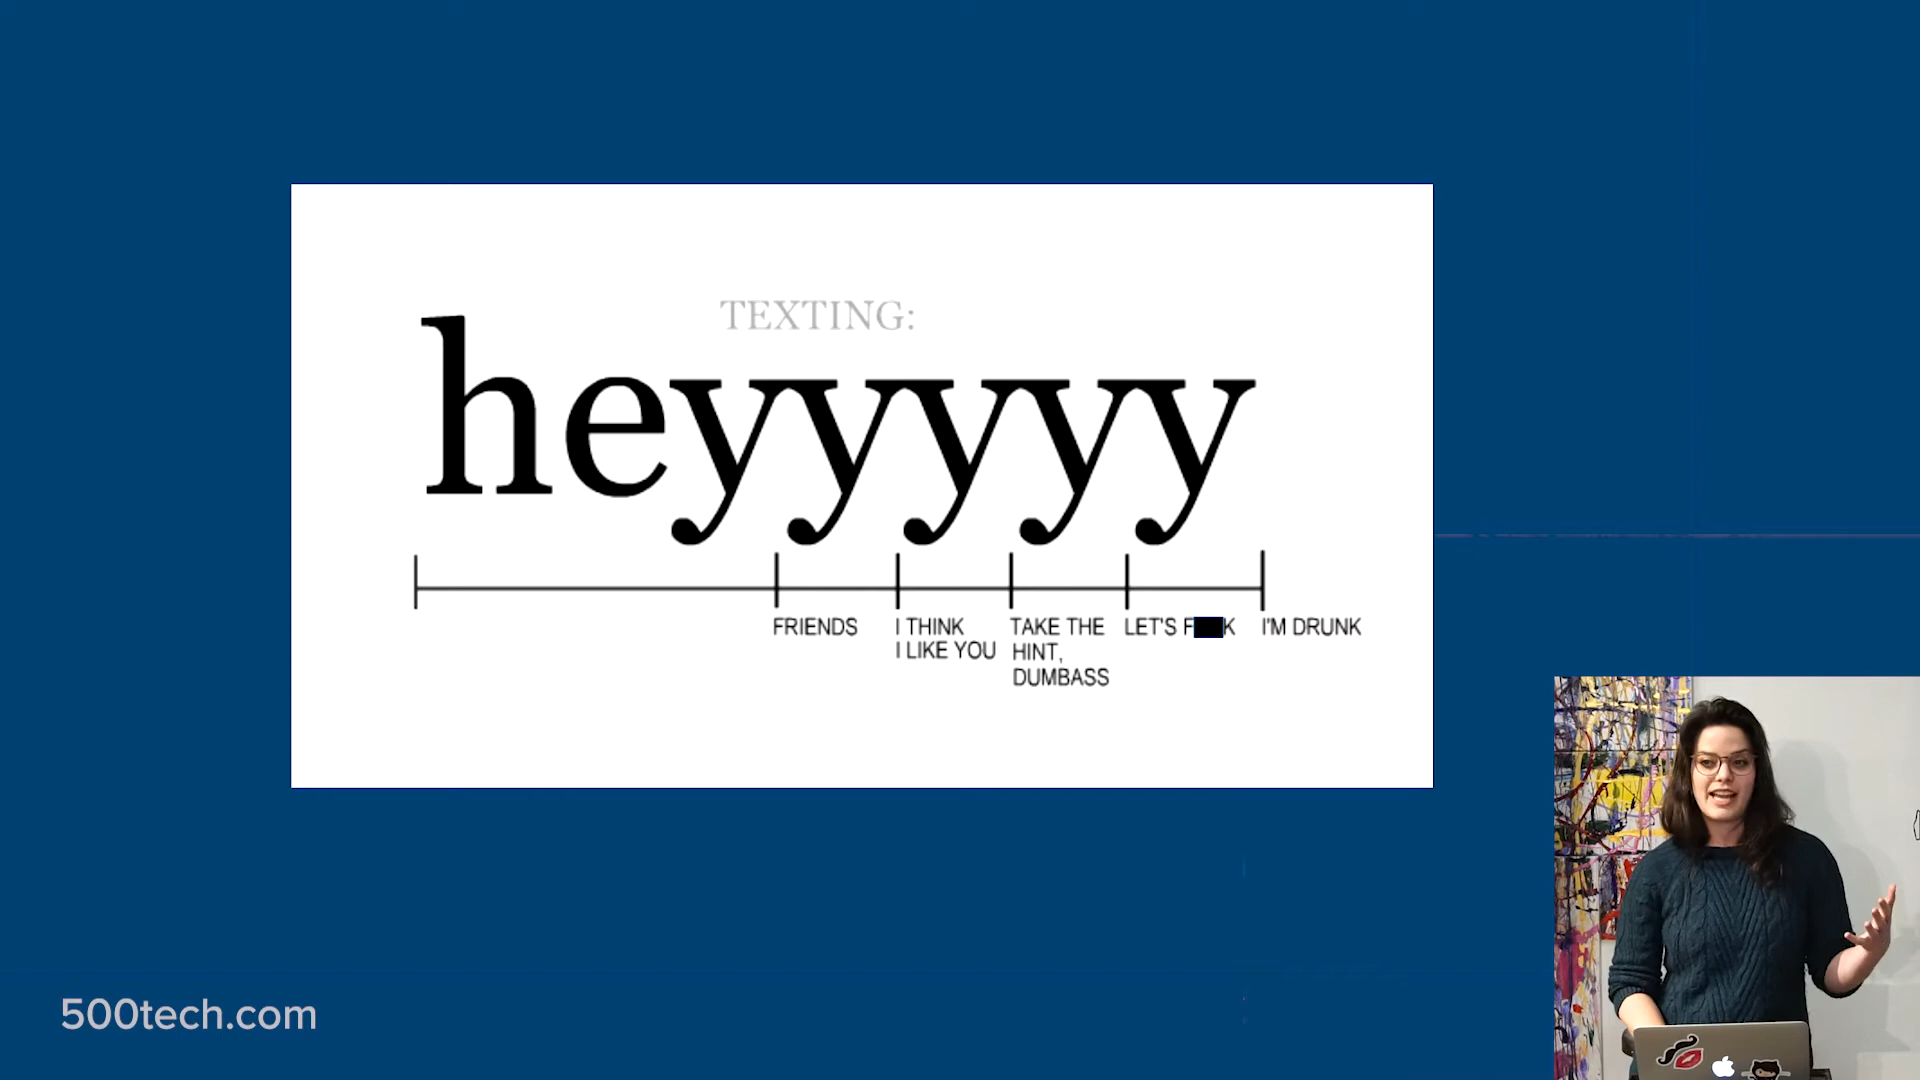 TEXTING:
heyyyyy
FRIENDS
I THINK
I LIKE YOU
TAKE THE
HINT,
DUMBASS
LET'S F K
I'M DRUNK
500tech.com